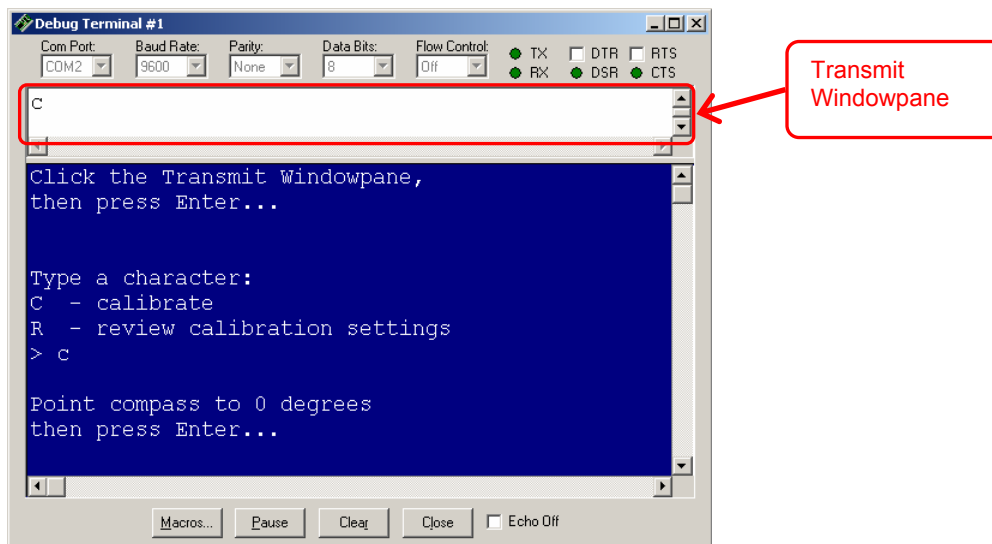 Debug Terminal #1
Com Port: Baud Rate: Parity: Data Bits: Flow Control: TX DTR RTS
COM2 9600 None 8 Off RX DSR CTS
C
Transmit
Windowpane
Click the Transmit Windowpane,
then press Enter...
Type a character:
C - calibrate
R - review calibration settings
> c
Point compass to 0 degrees
then press Enter...
Macros... Pause Clear Close Echo Off